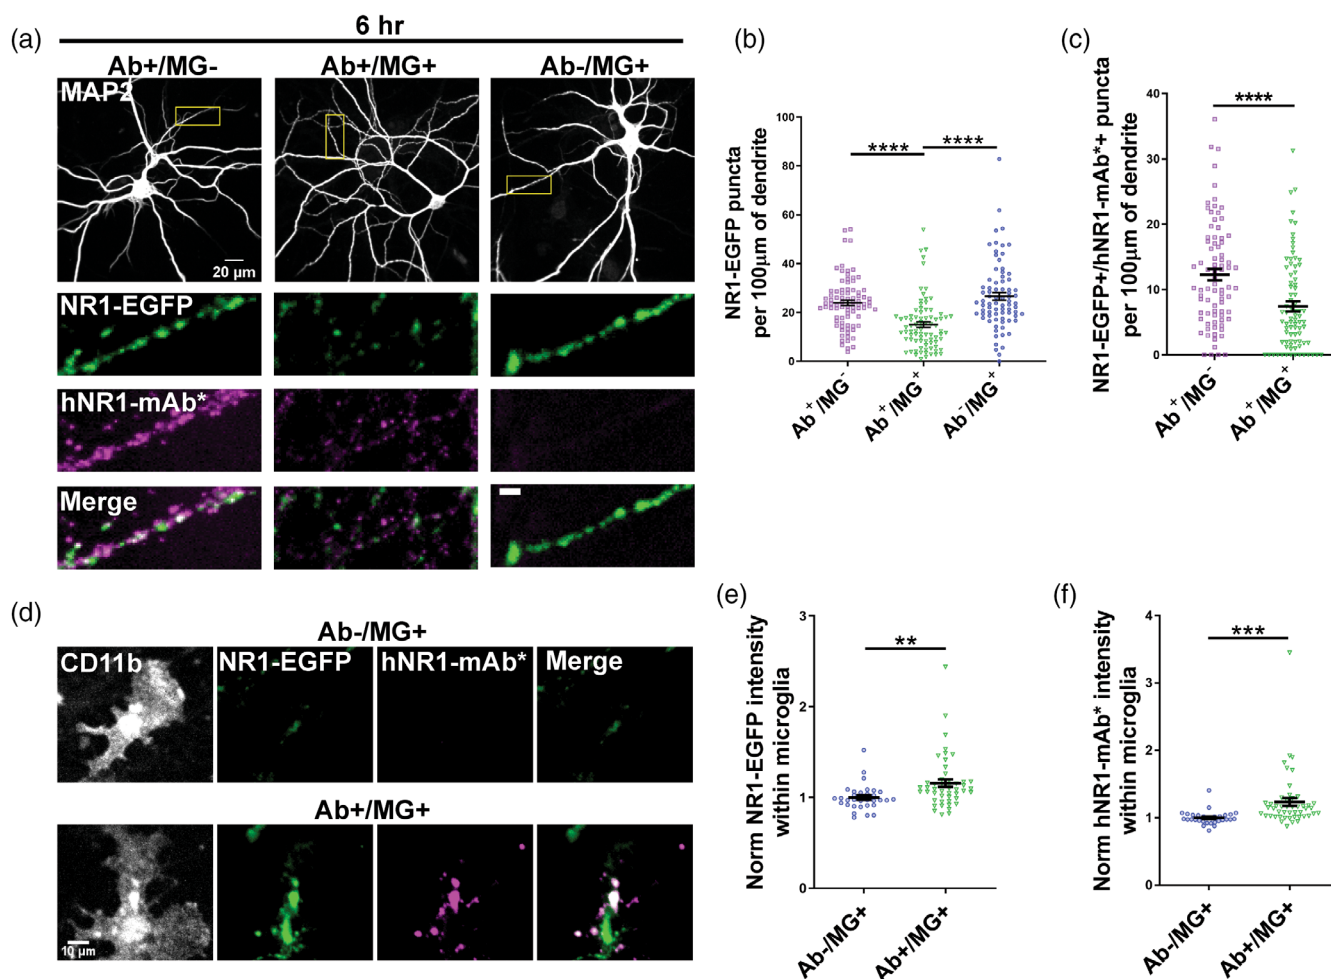 (a)
6 hr
Ab+/MG-
Ab+/MG+
Ab-/MG+
MAP2
20 µm
NR1-EGFP
hNR1-mAb*
Merge
(b)
NR1-EGFP puncta
per 100µm of dendrite
100
80
60
40
20
0
****
****
Ab⁺/MG⁻
Ab⁺/MG⁺
Ab⁻/MG⁺
(c)
NR1-EGFP+/hNR1-mAb*+ puncta
per 100µm of dendrite
40
30
20
10
0
****
Ab⁺/MG⁻
Ab⁺/MG⁺
(d)
Ab-/MG+
CD11b
NR1-EGFP
hNR1-mAb*
Merge
Ab+/MG+
10 µm
(e)
Norm NR1-EGFP intensity
within microglia
3
2
1
0
**
Ab-/MG+
Ab+/MG+
(f)
Norm hNR1-mAb* intensity
within microglia
4
3
2
1
0
***
Ab-/MG+
Ab+/MG+